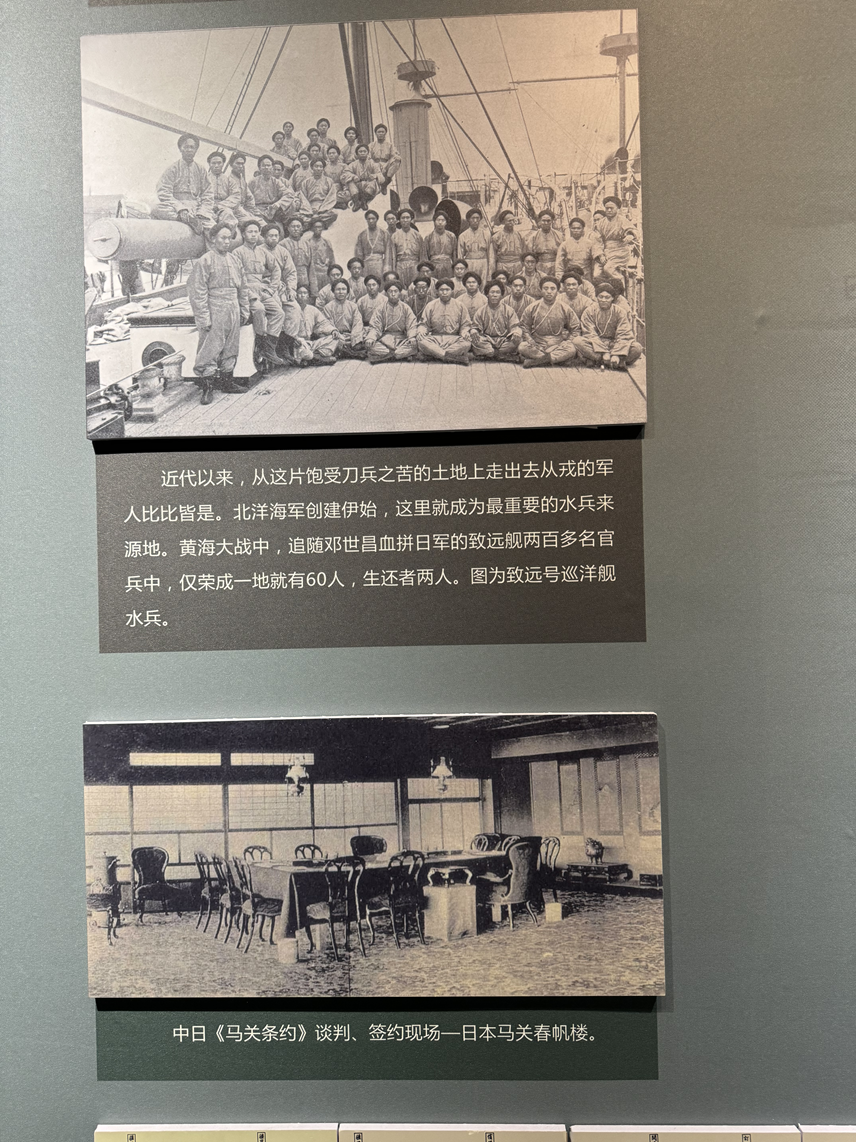 近代以来，从这片饱受刀兵之苦的土地上走出去从戎的军
人比比皆是。北洋海军创建伊始，这里就成为最重要的水兵来
源地。黄海大战中，追随邓世昌血拼日军的致远舰两百多名官
兵中，仅荣成一地就有60人，生还者两人。图为致远号巡洋舰
水兵。
中日《马关条约》谈判、签约现场—日本马关春帆楼。